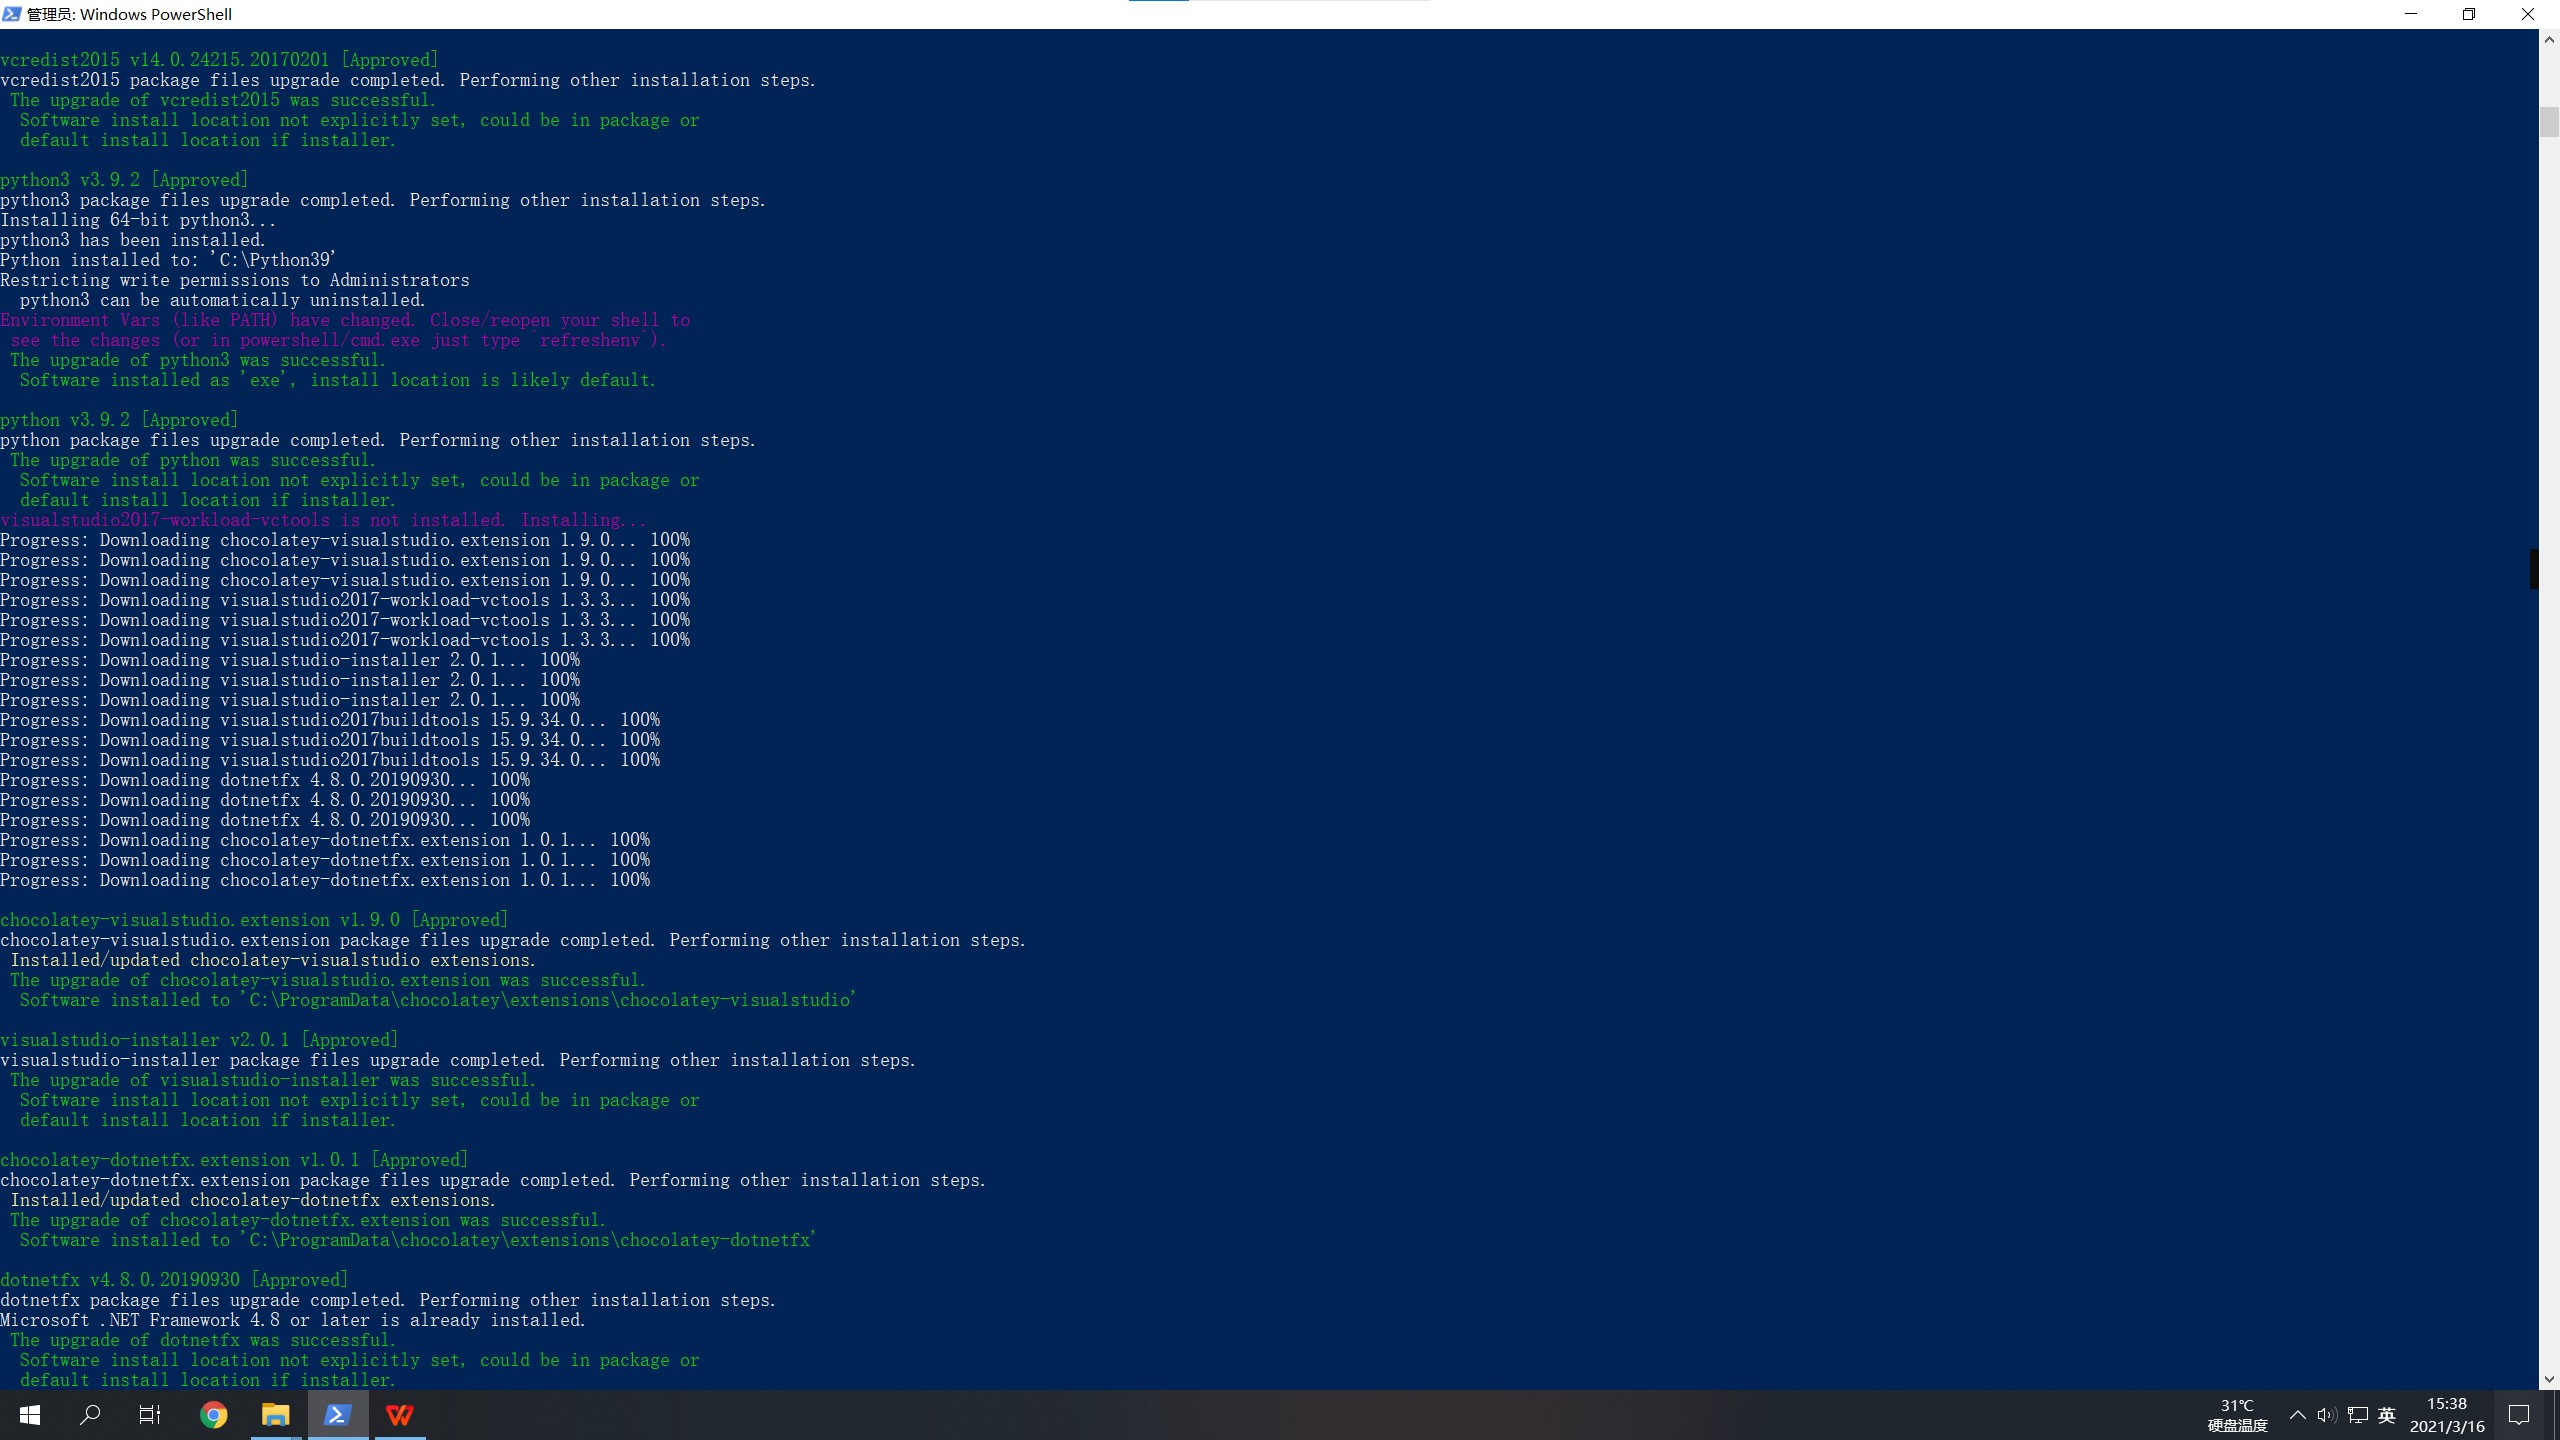 管理员: Windows PowerShell
vcredist2015 v14.0.24215.20170201 [Approved]
vcredist2015 package files upgrade completed. Performing other installation steps.
 The upgrade of vcredist2015 was successful.
  Software install location not explicitly set, could be in package or
  default install location if installer.
python3 v3.9.2 [Approved]
python3 package files upgrade completed. Performing other installation steps.
Installing 64-bit python3...
python3 has been installed.
Python installed to: 'C:\Python39'
Restricting write permissions to Administrators
  python3 can be automatically uninstalled.
Environment Vars (like PATH) have changed. Close/reopen your shell to
 see the changes (or in powershell/cmd.exe just type `refreshenv`).
 The upgrade of python3 was successful.
  Software installed as 'exe', install location is likely default.
python v3.9.2 [Approved]
python package files upgrade completed. Performing other installation steps.
 The upgrade of python was successful.
  Software install location not explicitly set, could be in package or
  default install location if installer.
visualstudio2017-workload-vctools is not installed. Installing...
Progress: Downloading chocolatey-visualstudio.extension 1.9.0... 100%
Progress: Downloading chocolatey-visualstudio.extension 1.9.0... 100%
Progress: Downloading chocolatey-visualstudio.extension 1.9.0... 100%
Progress: Downloading visualstudio2017-workload-vctools 1.3.3... 100%
Progress: Downloading visualstudio2017-workload-vctools 1.3.3... 100%
Progress: Downloading visualstudio2017-workload-vctools 1.3.3... 100%
Progress: Downloading visualstudio-installer 2.0.1... 100%
Progress: Downloading visualstudio-installer 2.0.1... 100%
Progress: Downloading visualstudio-installer 2.0.1... 100%
Progress: Downloading visualstudio2017buildtools 15.9.34.0... 100%
Progress: Downloading visualstudio2017buildtools 15.9.34.0... 100%
Progress: Downloading visualstudio2017buildtools 15.9.34.0... 100%
Progress: Downloading dotnetfx 4.8.0.20190930... 100%
Progress: Downloading dotnetfx 4.8.0.20190930... 100%
Progress: Downloading dotnetfx 4.8.0.20190930... 100%
Progress: Downloading chocolatey-dotnetfx.extension 1.0.1... 100%
Progress: Downloading chocolatey-dotnetfx.extension 1.0.1... 100%
Progress: Downloading chocolatey-dotnetfx.extension 1.0.1... 100%
chocolatey-visualstudio.extension v1.9.0 [Approved]
chocolatey-visualstudio.extension package files upgrade completed. Performing other installation steps.
 Installed/updated chocolatey-visualstudio extensions.
 The upgrade of chocolatey-visualstudio.extension was successful.
  Software installed to 'C:\ProgramData\chocolatey\extensions\chocolatey-visualstudio'
visualstudio-installer v2.0.1 [Approved]
visualstudio-installer package files upgrade completed. Performing other installation steps.
 The upgrade of visualstudio-installer was successful.
  Software install location not explicitly set, could be in package or
  default install location if installer.
chocolatey-dotnetfx.extension v1.0.1 [Approved]
chocolatey-dotnetfx.extension package files upgrade completed. Performing other installation steps.
 Installed/updated chocolatey-dotnetfx extensions.
 The upgrade of chocolatey-dotnetfx.extension was successful.
  Software installed to 'C:\ProgramData\chocolatey\extensions\chocolatey-dotnetfx'
dotnetfx v4.8.0.20190930 [Approved]
dotnetfx package files upgrade completed. Performing other installation steps.
Microsoft .NET Framework 4.8 or later is already installed.
 The upgrade of dotnetfx was successful.
  Software install location not explicitly set, could be in package or
  default install location if installer.
31℃
硬盘温度
英
15:38
2021/3/16